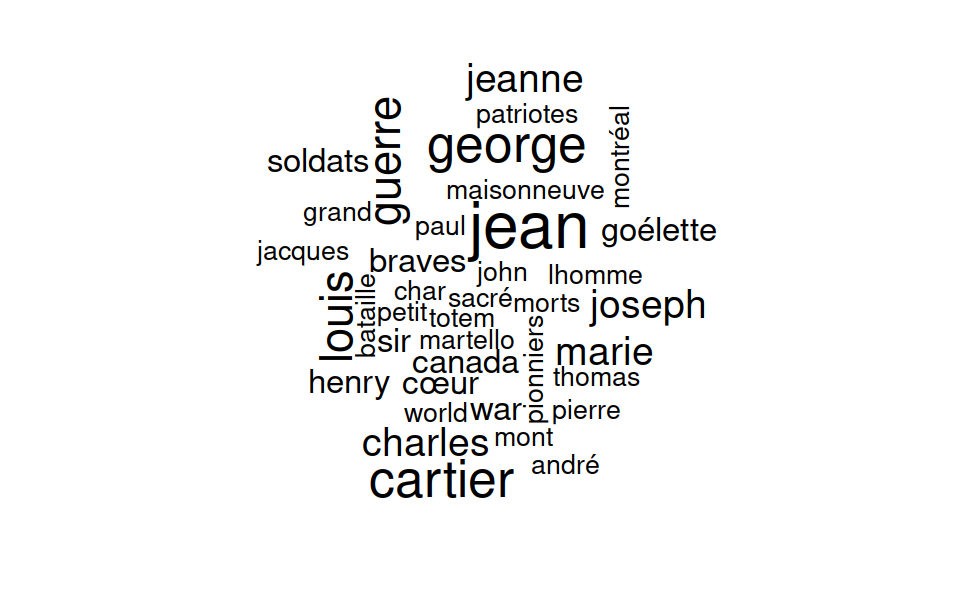 jeanne
patriotes
guerre
george
montréal
soldats
maisonneuve
grand
paul
jean
goélette
jacques
braves
john
lhomme
louis
bataille
char
sacré
morts
joseph
petit
totem
sir
martello
pionniers
marie
canada
henry
cœur
thomas
world
war
pierre
charles
mont
andré
cartier